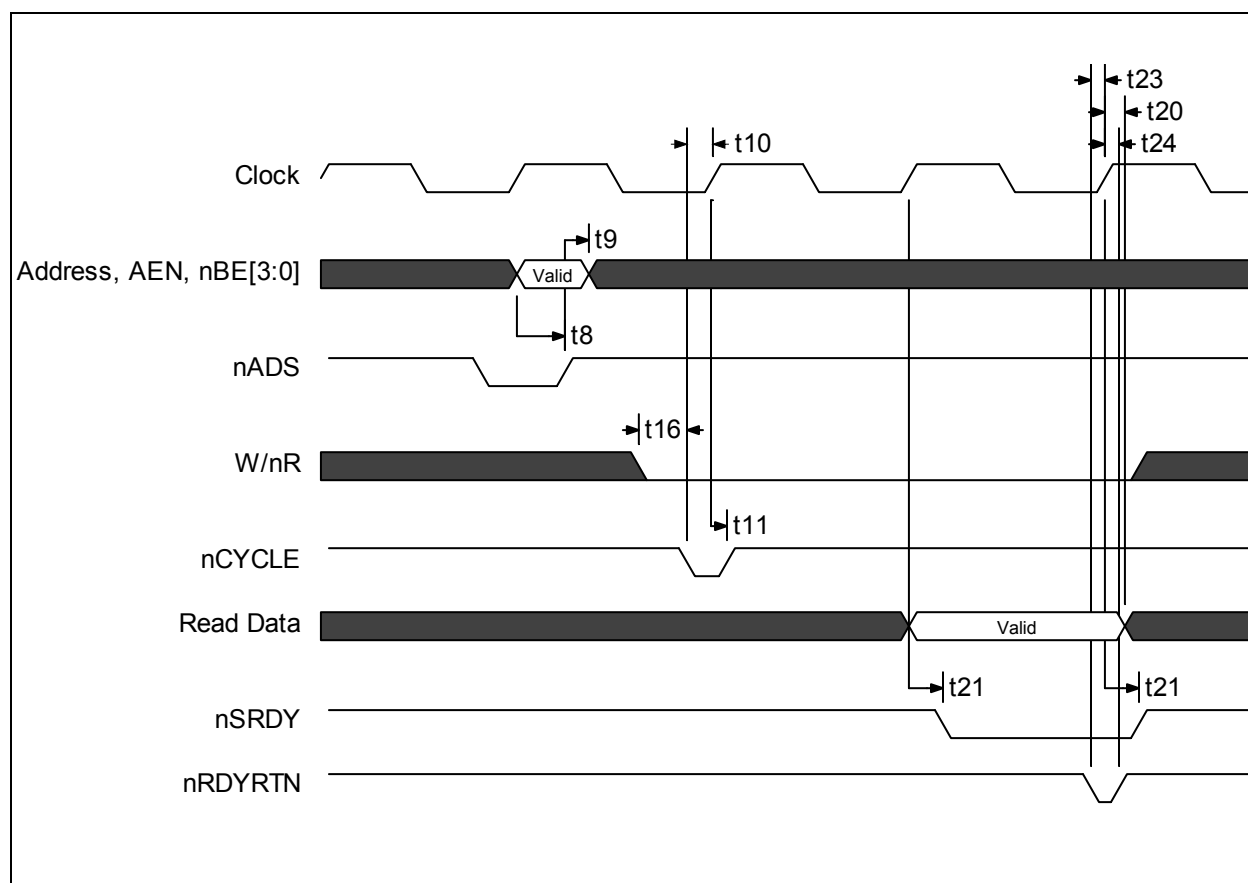 t23
t20
t10
t24
Clock
t9
Address, AEN, nBE[3:0]
Valid
t8
nADS
t16
W/nR
t11
nCYCLE
Read Data
Valid
t21
t21
nSRDY
nRDYRTN